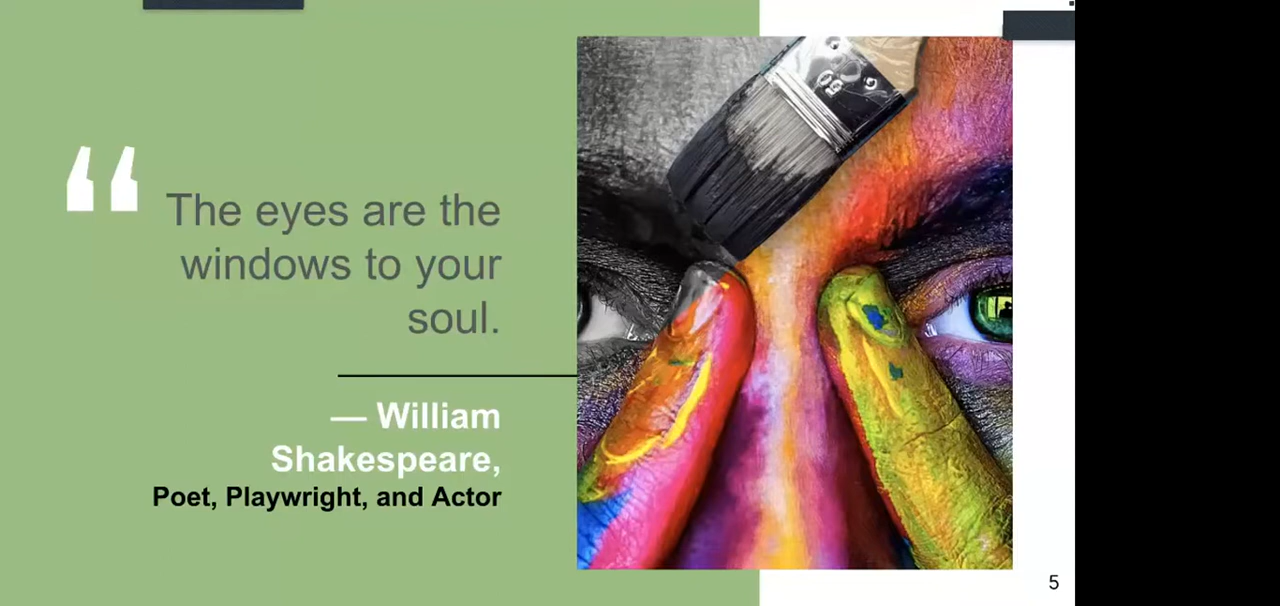 “
The eyes are the
windows to your
soul.
— William
Shakespeare,
Poet, Playwright, and Actor
5